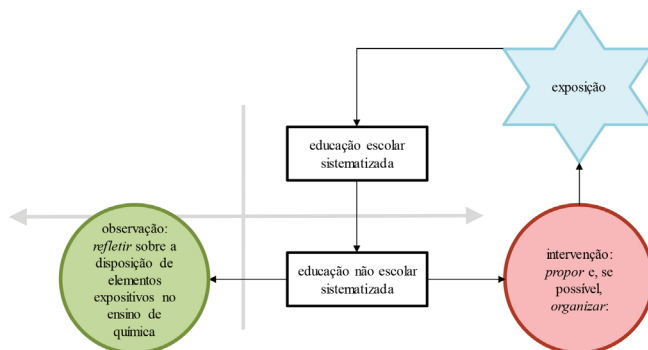 exposição
educação escolar
sistematizada
observação:
refletir sobre a
disposição de
elementos
expositivos no
ensino de
química
educação não escolar
sistematizada
intervenção:
propor e, se
possível,
organizar: